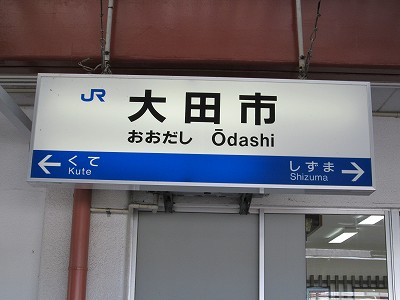 JR 大田市
おおだし Ōdashi
← くて しずま →
Kute Shizuma